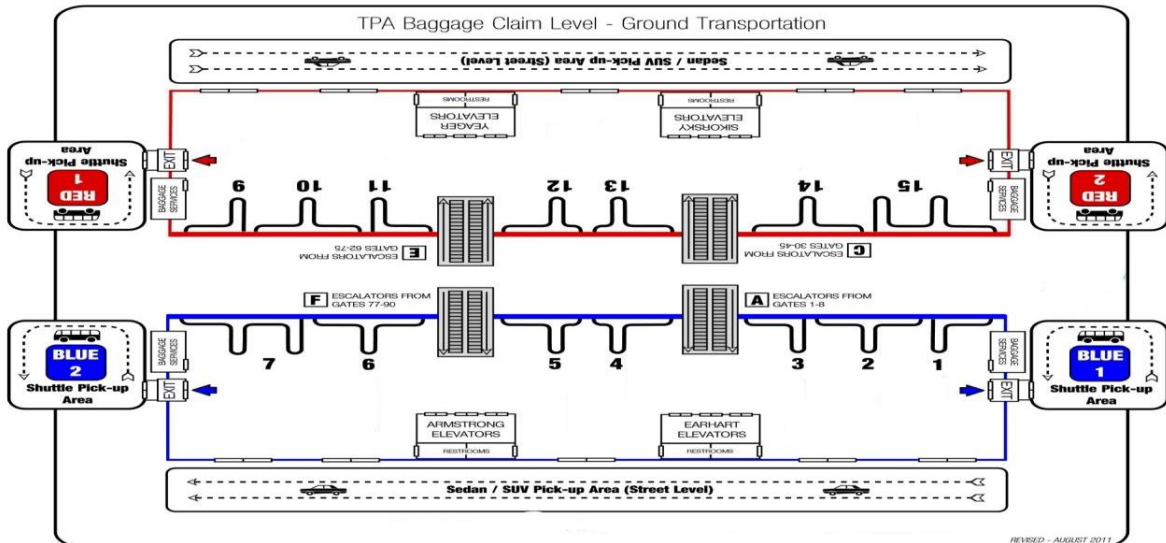 TPA Baggage Claim Level - Ground Transportation
Sedan / SUV Pick-up Area (Street Level)
RESTROOMS
YEAGER
ELEVATORS
RESTROOMS
SIKORSKY
ELEVATORS
RED
1
Shuttle Pick-up
Area
EXIT
BAGGAGE
SERVICES
9
10
11
12
13
14
15
EXIT
BAGGAGE
SERVICES
RED
2
Shuttle Pick-up
Area
E
ESCALATORS FROM
GATES 62-75
C
ESCALATORS FROM
GATES 30-45
F
ESCALATORS FROM
GATES 77-90
A
ESCALATORS FROM
GATES 1-8
BLUE
2
Shuttle Pick-up
Area
BAGGAGE
SERVICES
EXIT
7
6
5
4
3
2
1
BAGGAGE
SERVICES
EXIT
BLUE
1
Shuttle Pick-up
Area
ARMSTRONG
ELEVATORS
RESTROOMS
EARHART
ELEVATORS
RESTROOMS
Sedan / SUV Pick-up Area (Street Level)
REVISED - AUGUST 2011